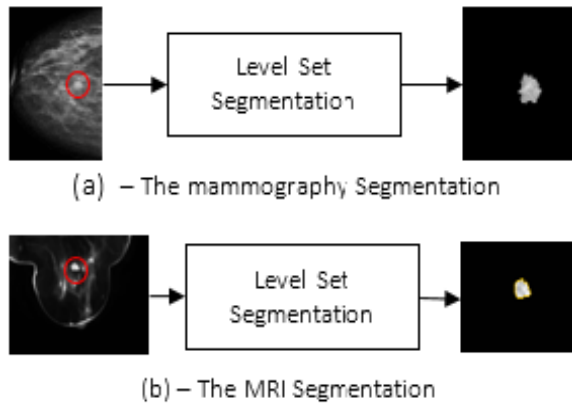 Level Set
Segmentation
(a) – The mammography Segmentation
Level Set
Segmentation
(b) – The MRI Segmentation